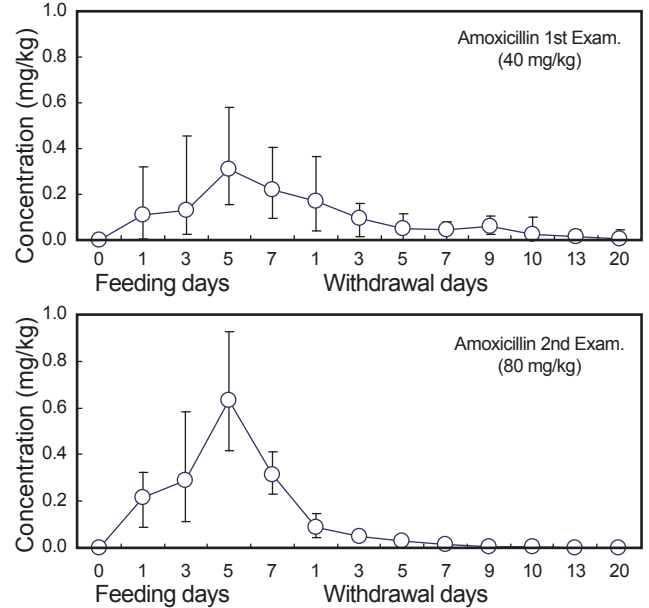 Concentration (mg/kg)
1.0
0.8
0.6
0.4
0.2
0.0
Amoxicillin 1st Exam.
(40 mg/kg)
0 1 3 5 7 1 3 5 7 9 10 13 20
Feeding days Withdrawal days
Concentration (mg/kg)
1.0
0.8
0.6
0.4
0.2
0.0
Amoxicillin 2nd Exam.
(80 mg/kg)
0 1 3 5 7 1 3 5 7 9 10 13 20
Feeding days Withdrawal days